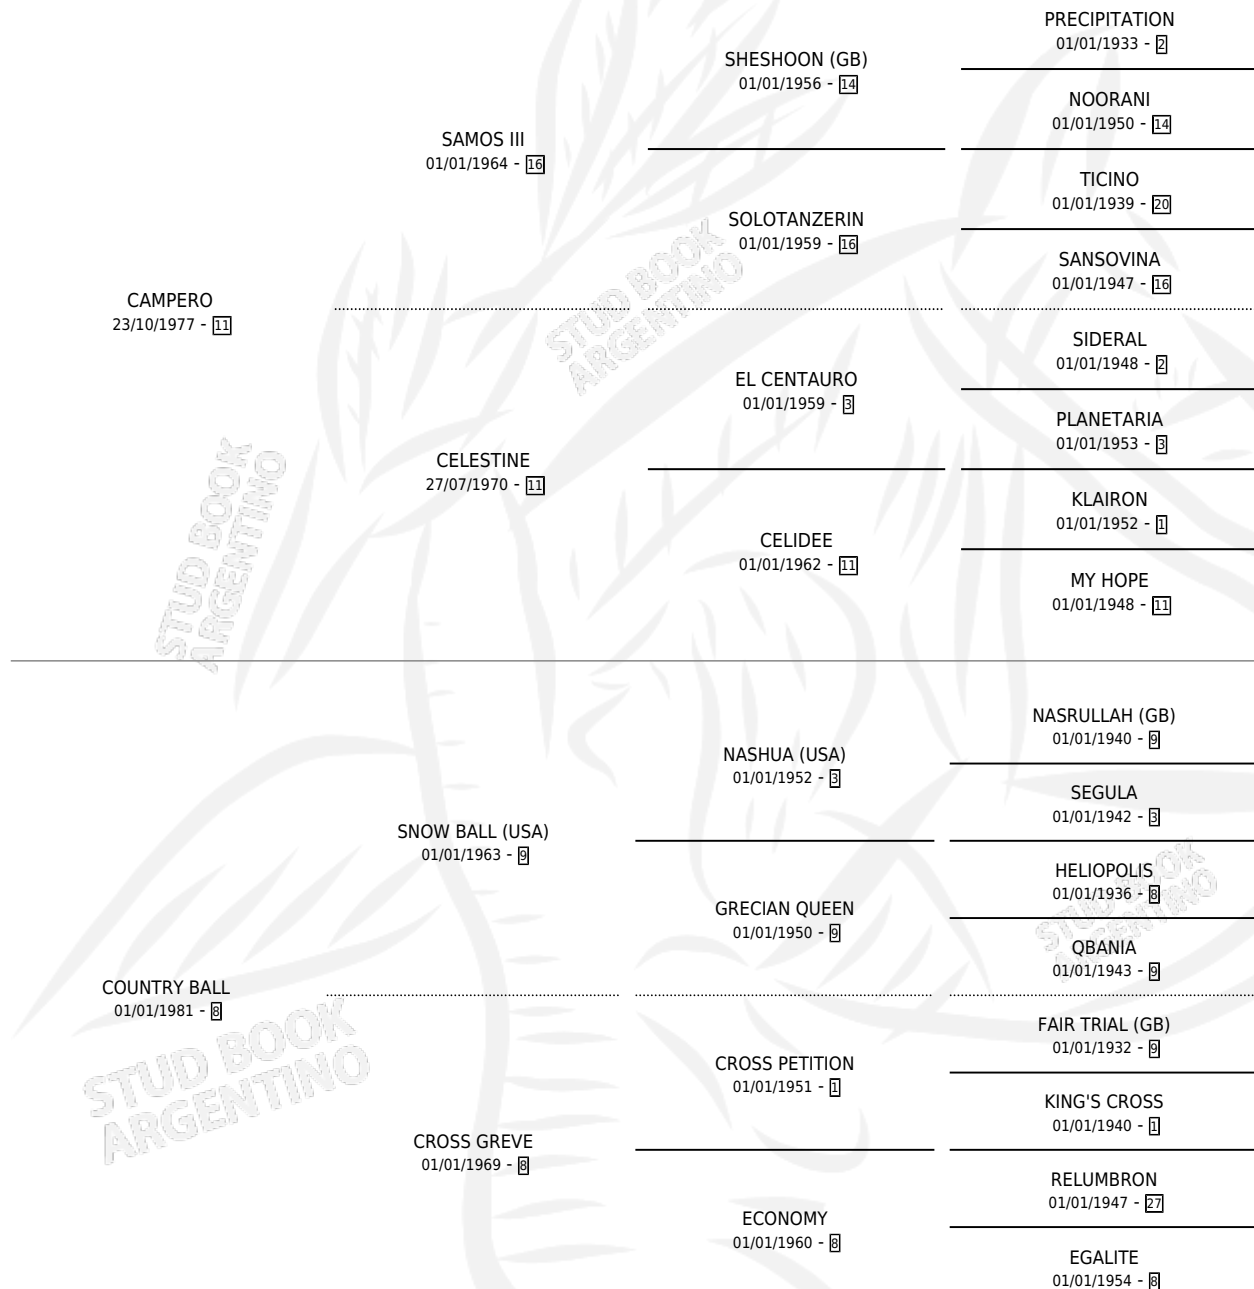 PRECIPITATION
01/01/1933 - 2
SHESHOON (GB)
01/01/1956 - 14
NOORANI
01/01/1950 - 14
SAMOS III
01/01/1964 - 16
TICINO
01/01/1939 - 20
SOLOTANZERIN
01/01/1959 - 16
SANSOVINA
01/01/1947 - 16
CAMPERO
23/10/1977 - 11
SIDERAL
01/01/1948 - 2
EL CENTAURO
01/01/1959 - 3
PLANETARIA
01/01/1953 - 3
CELESTINE
27/07/1970 - 11
KLAIRON
01/01/1952 - 1
CELIDEE
01/01/1962 - 11
MY HOPE
01/01/1948 - 11
STUD BOOK
ARGENTINO
STUD BOOK
ARGENTINO
NASRULLAH (GB)
01/01/1940 - 9
NASHUA (USA)
01/01/1952 - 3
SEGULA
01/01/1942 - 3
SNOW BALL (USA)
01/01/1963 - 9
HELIOPOLIS
01/01/1936 - 8
GRECIAN QUEEN
01/01/1950 - 9
QBANIA
01/01/1943 - 9
STUD BOOK
ARGENTINO
COUNTRY BALL
01/01/1981 - 8
FAIR TRIAL (GB)
01/01/1932 - 9
CROSS PETITION
01/01/1951 - 1
KING'S CROSS
01/01/1940 - 1
STUD BOOK
ARGENTINO
CROSS GREVE
01/01/1969 - 8
RELUMBRON
01/01/1947 - 27
ECONOMY
01/01/1960 - 8
EGALITE
01/01/1954 - 8